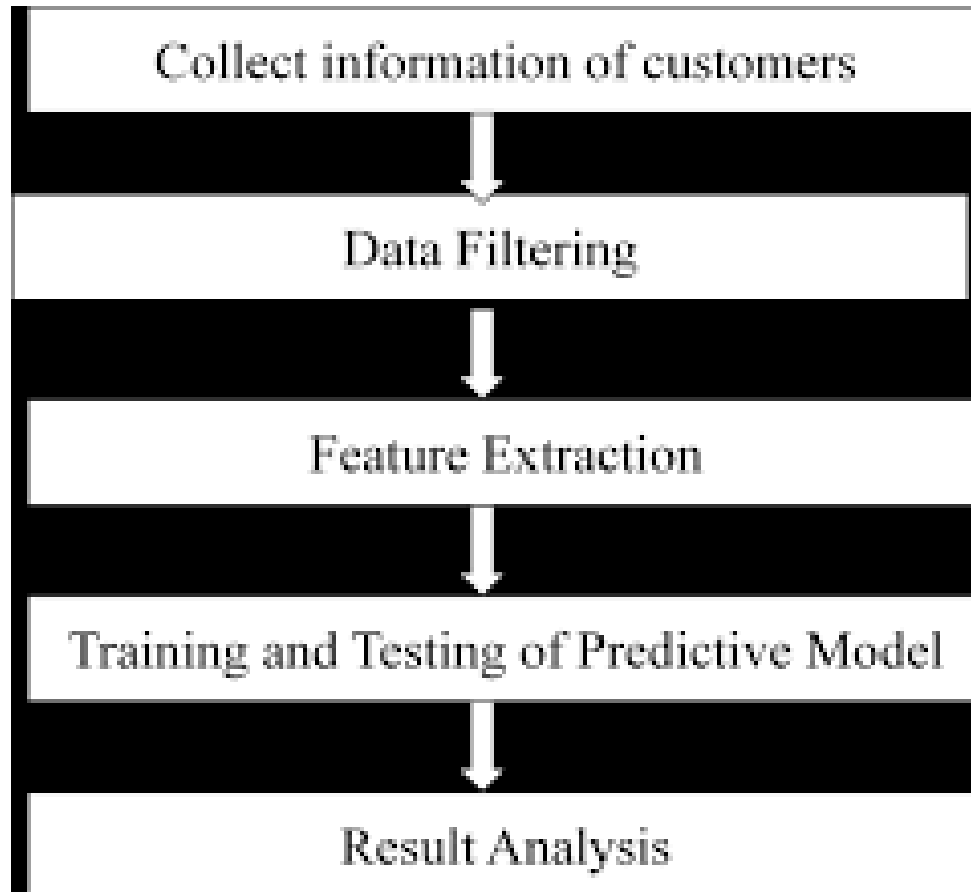 Collect information of customers
Data Filtering
Feature Extraction
Training and Testing of Predictive Model
Result Analysis